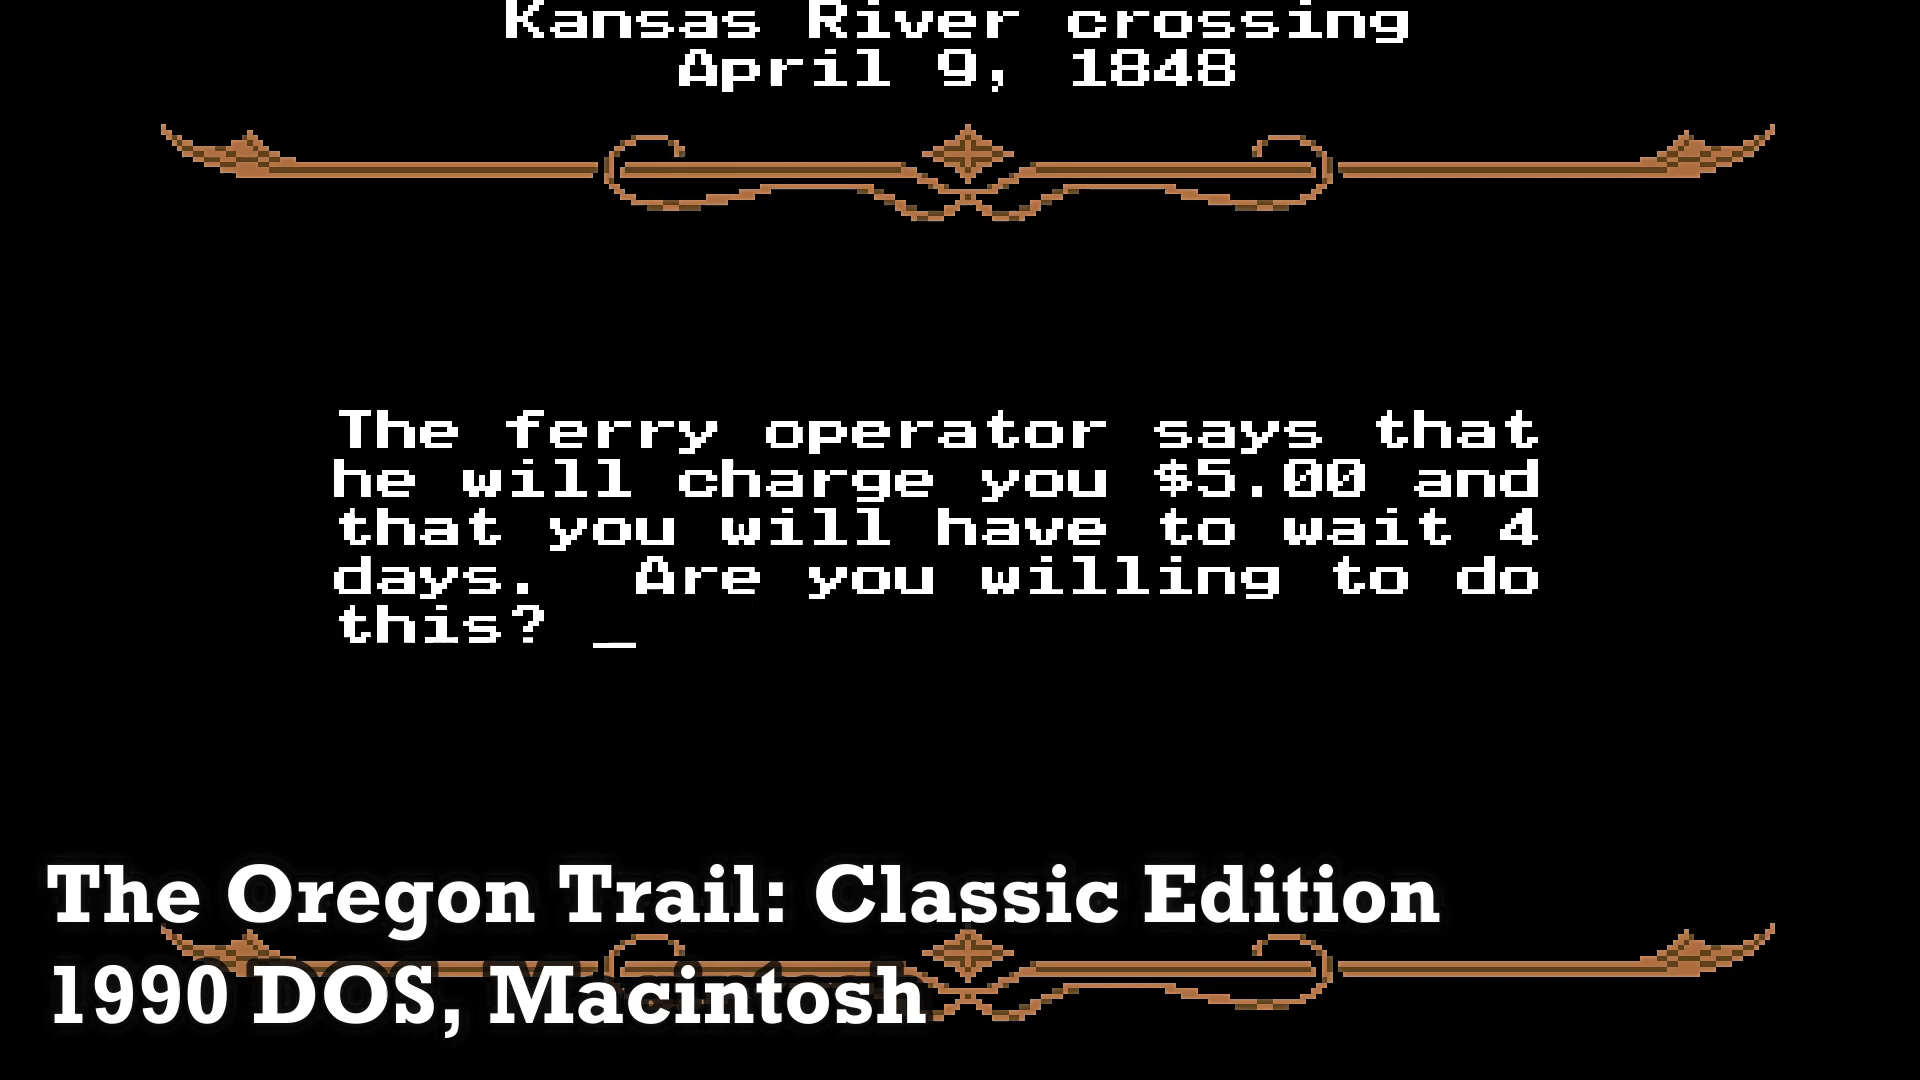 Kansas River crossing
April 9, 1848
The ferry operator says that
he will charge you $5.00 and
that you will have to wait 4
days.  Are you willing to do
this? _
The Oregon Trail: Classic Edition
1990 DOS, Macintosh